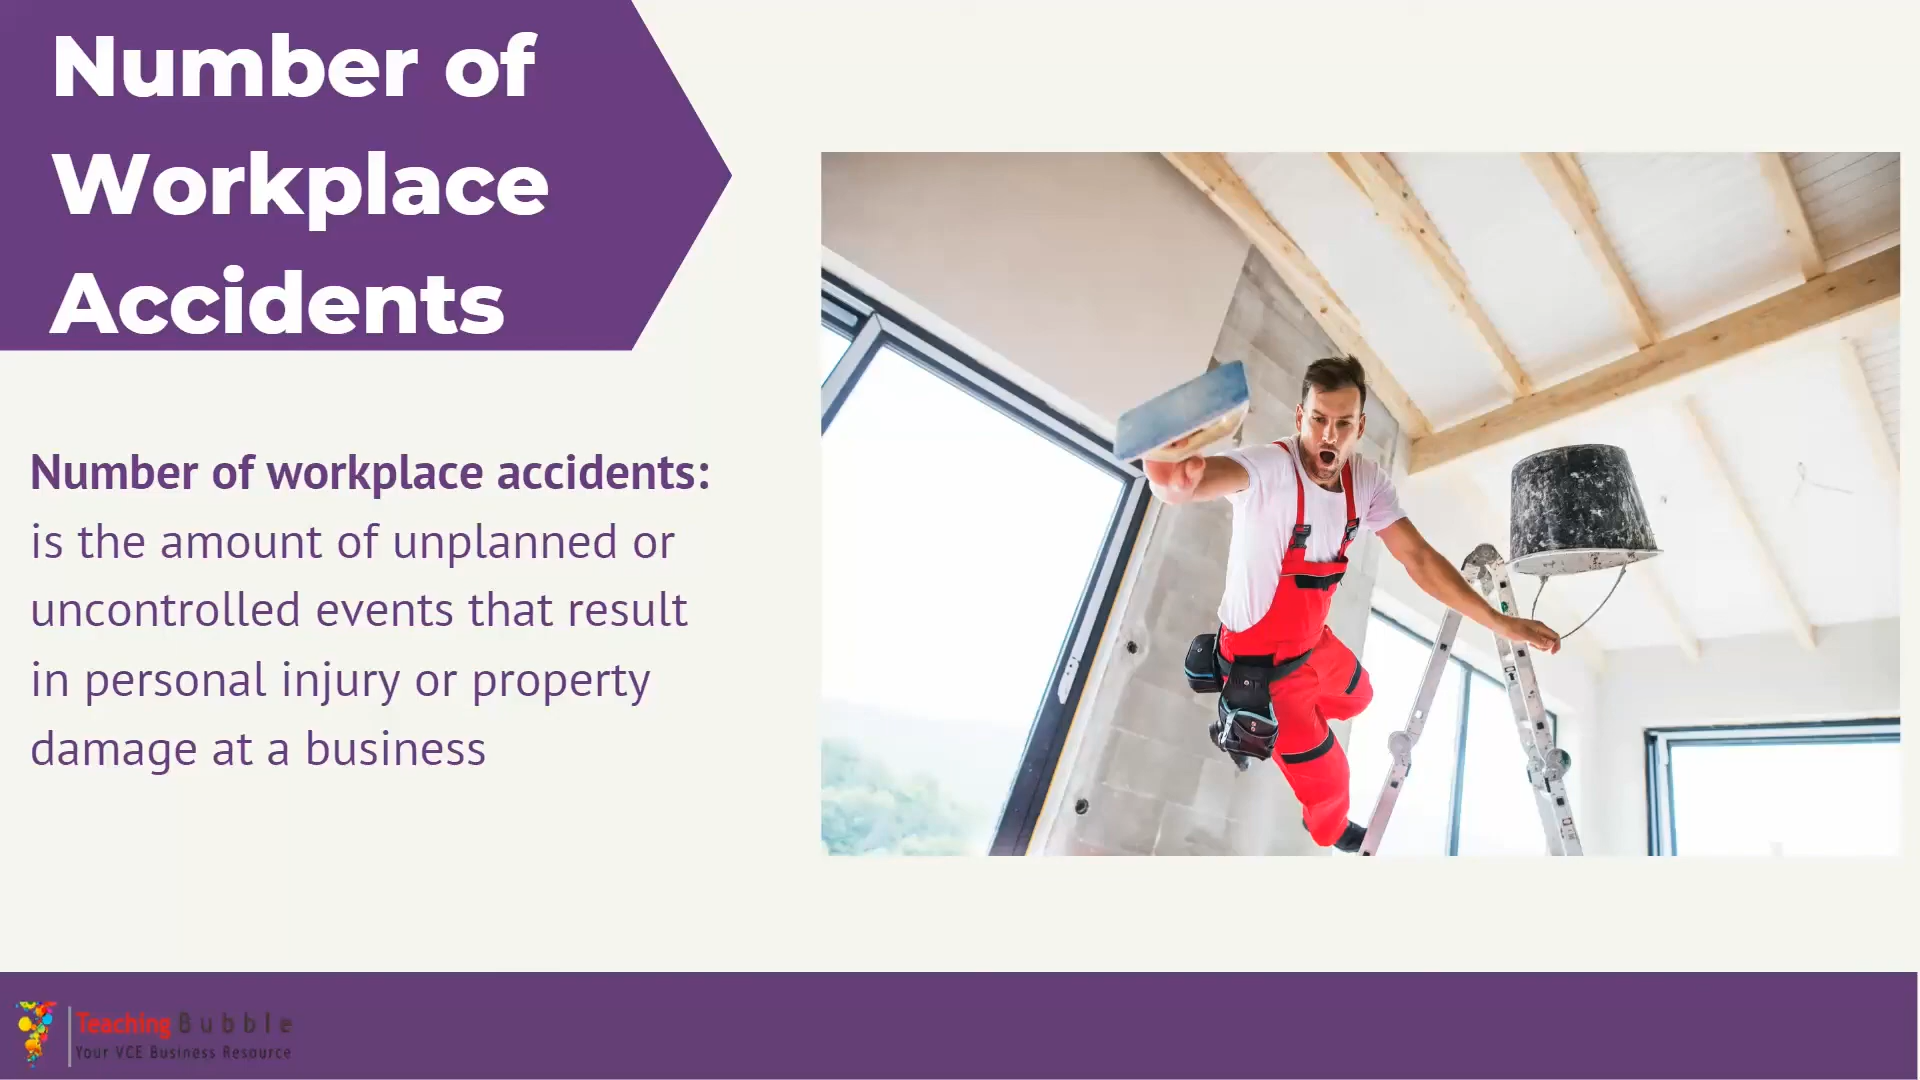 Number of
Workplace
Accidents
Number of workplace accidents:
is the amount of unplanned or
uncontrolled events that result
in personal injury or property
damage at a business
Teaching Bubble
Your VCE Business Resource